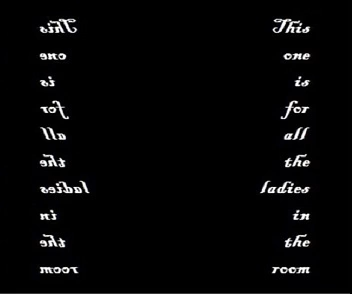 This This
one one
is is
for for
all all
the the
ladies ladies
in in
the the
room room